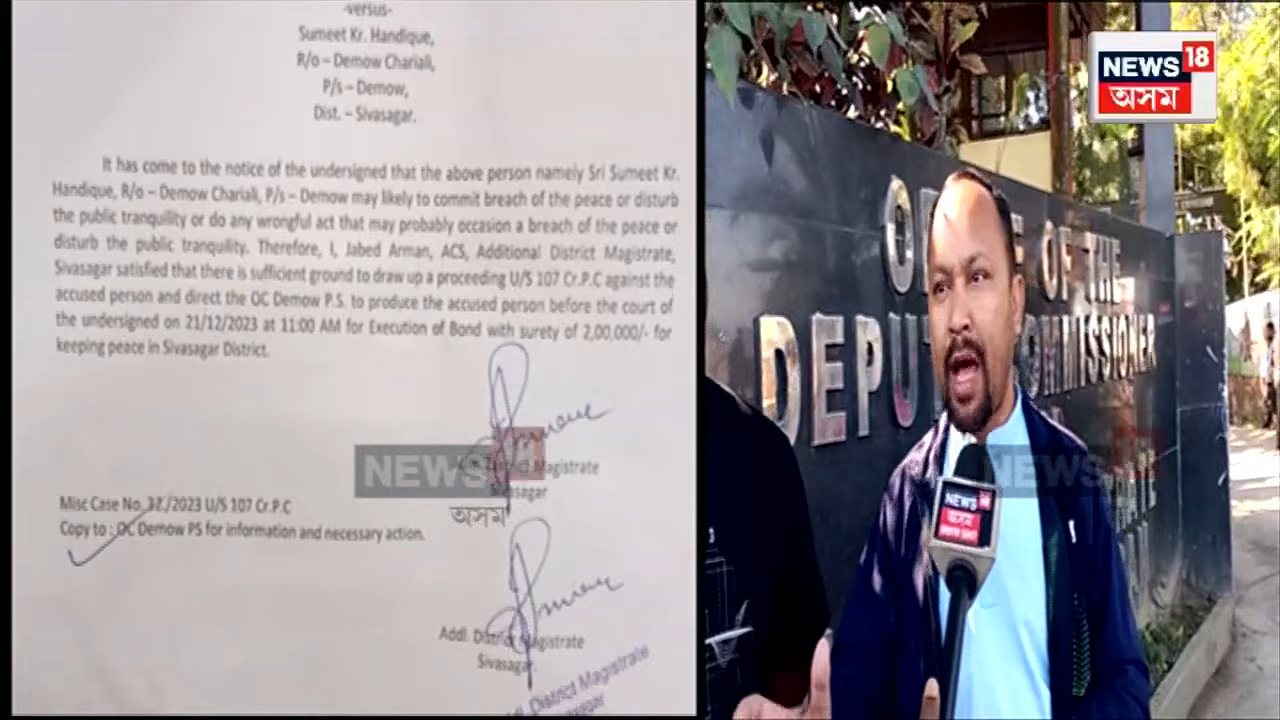 -versus-
Sumeet Kr. Handique,
R/o – Demow Chariali,
P/s – Demow,
Dist. – Sivasagar.
It has come to the notice of the undersigned that the above person namely Sri Sumeet Kr.
Handique, R/o – Demow Chariali, P/s – Demow may likely to commit breach of the peace or disturb
the public tranquility or do any wrongful act that may probably occasion a breach of the peace or
disturb the public tranquility. Therefore, I, Jabed Arman, ACS, Additional District Magistrate,
Sivasagar satisfied that there is sufficient ground to draw up a proceeding U/S 107 Cr.P.C against the
accused person and direct the OC Demow P.S. to produce the accused person before the court of
the undersigned on 21/12/2023 at 11:00 AM for Execution of Bond with surety of 2,00,000/- for
keeping peace in Sivasagar District.
Magistrate
NEWS 18
অসম
Misc Case No. 37/2023 U/S 107 Cr.P.C
Copy to : OC Demow PS for information and necessary action.
Addl. District Magistrate
Sivasagar.
District Magistrate
NEWS 18
অসম
OFFICE OF THE
DEPUTY COMMISSIONER
NEWS
NEWS 18
অসম